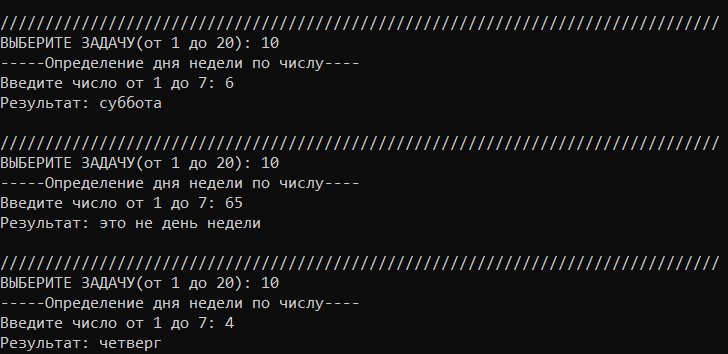 ////////////////////////////////////////////////////////////////////////////////
ВЫБЕРИТЕ ЗАДАЧУ(от 1 до 20): 10
-----Определение дня недели по числу----
Введите число от 1 до 7: 6
Результат: суббота
////////////////////////////////////////////////////////////////////////////////
ВЫБЕРИТЕ ЗАДАЧУ(от 1 до 20): 10
-----Определение дня недели по числу----
Введите число от 1 до 7: 65
Результат: это не день недели
////////////////////////////////////////////////////////////////////////////////
ВЫБЕРИТЕ ЗАДАЧУ(от 1 до 20): 10
-----Определение дня недели по числу----
Введите число от 1 до 7: 4
Результат: четверг